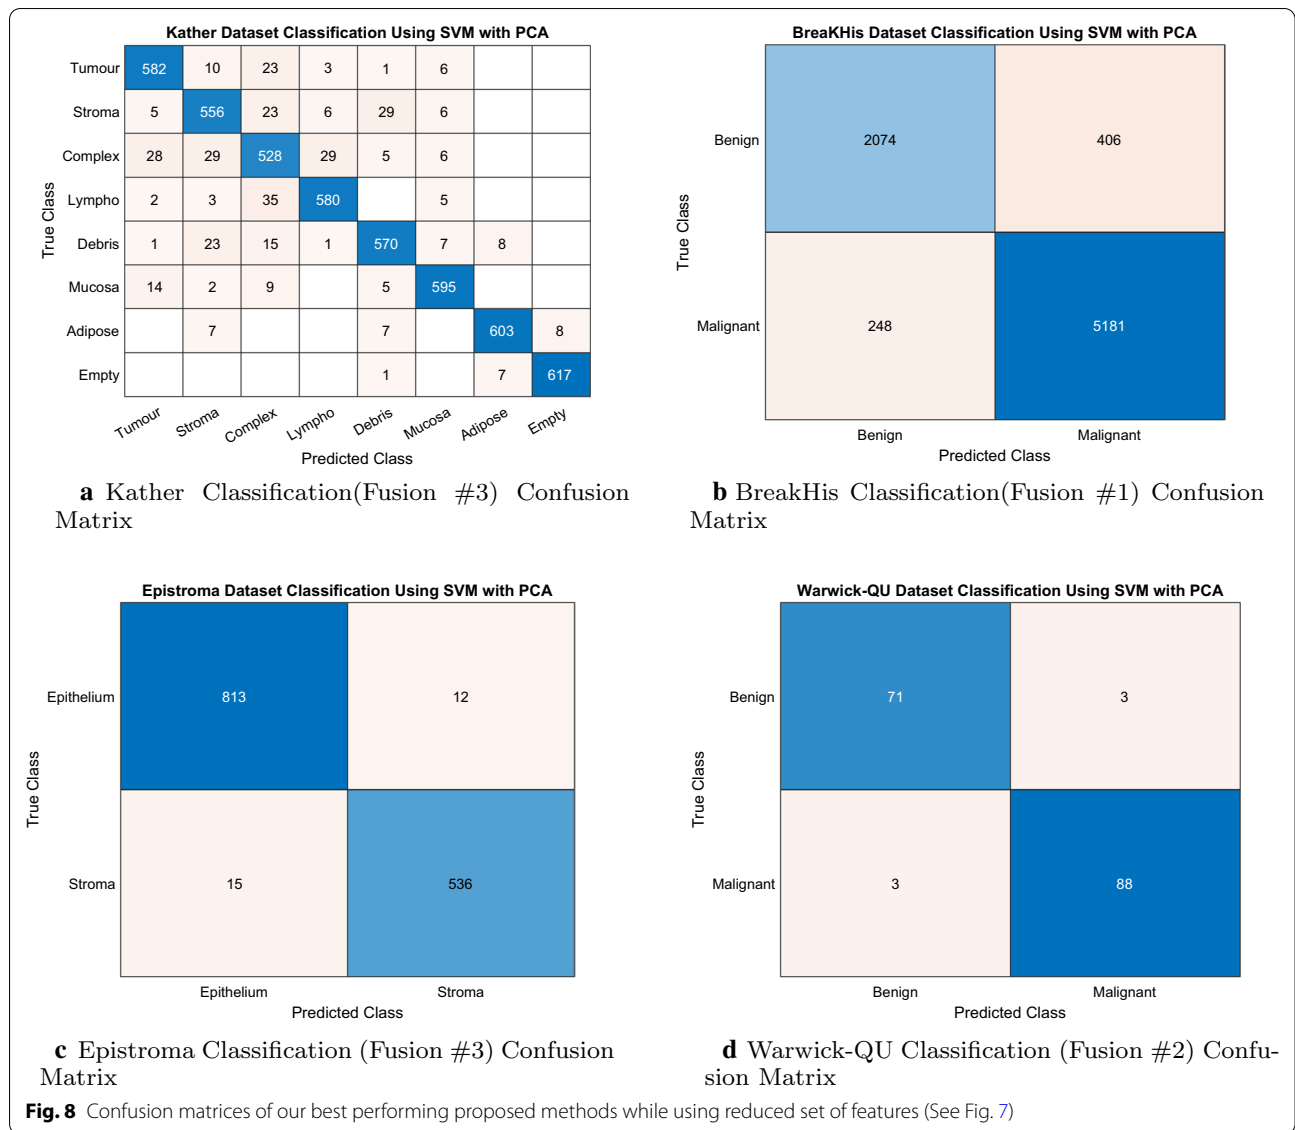 Kather Dataset Classification Using SVM with PCA
True Class
Tumour 582 10 23 3 1 6
Stroma 5 556 23 6 29 6
Complex 28 29 528 29 5 6
Lympho 2 3 35 580 5
Debris 1 23 15 1 570 7 8
Mucosa 14 2 9 5 595
Adipose 7 7 603 8
Empty 1 7 617
Tumour Stroma Complex Lympho Debris Mucosa Adipose Empty
Predicted Class
a Kather Classification(Fusion #3) Confusion
Matrix
BreaKHis Dataset Classification Using SVM with PCA
True Class
Benign 2074 406
Malignant 248 5181
Benign Malignant
Predicted Class
b BreakHis Classification(Fusion #1) Confusion
Matrix
Epistroma Dataset Classification Using SVM with PCA
True Class
Epithelium 813 12
Stroma 15 536
Epithelium Stroma
Predicted Class
c Epistroma Classification (Fusion #3) Confusion
Matrix
Warwick-QU Dataset Classification Using SVM with PCA
True Class
Benign 71 3
Malignant 3 88
Benign Malignant
Predicted Class
d Warwick-QU Classification (Fusion #2) Confu-
sion Matrix
Fig. 8 Confusion matrices of our best performing proposed methods while using reduced set of features (See Fig. 7)